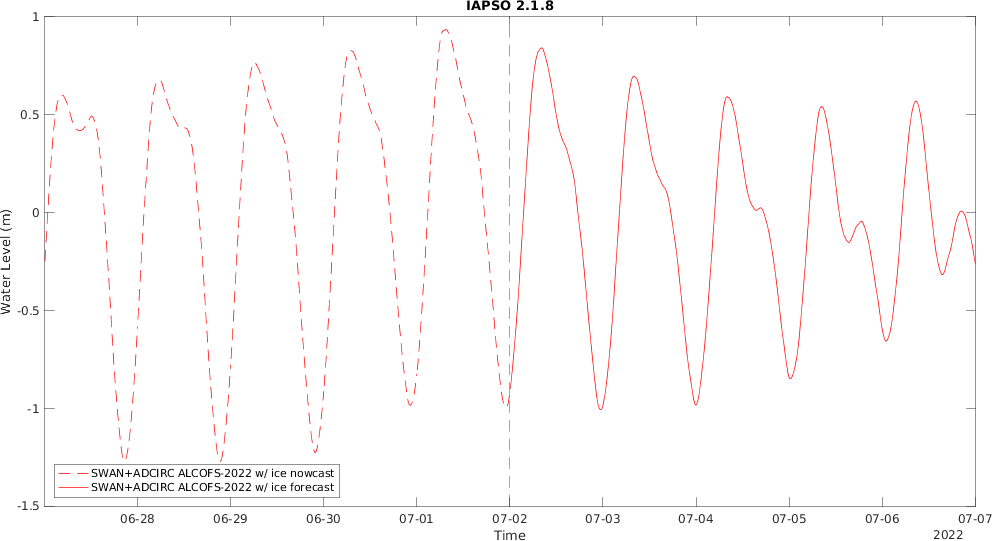 IAPSO 2.1.8
1
0.5
0
-0.5
-1
-1.5
Water Level (m)
SWAN+ADCIRC ALCOFS-2022 w/ ice nowcast
SWAN+ADCIRC ALCOFS-2022 w/ ice forecast
06-28 06-29 06-30 07-01 07-02 07-03 07-04 07-05 07-06 07-07
Time
2022